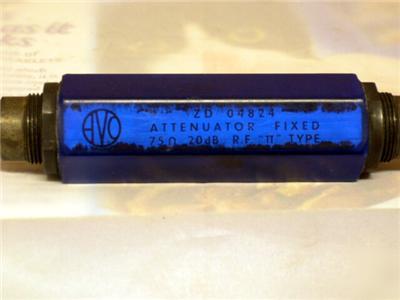 AVO
ZD 04824
ATTENUATOR FIXED
75Ω 20dB R.F. "π" TYPE